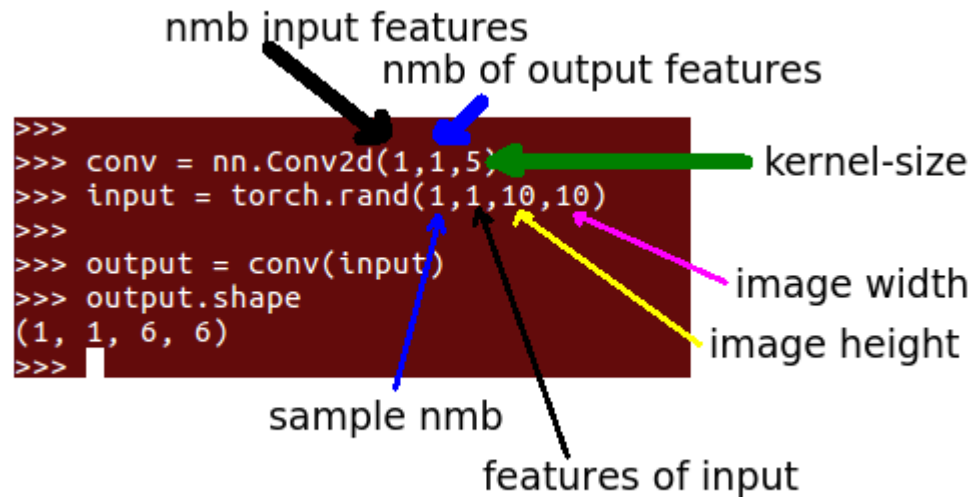 nmb input features
nmb of output features
>>>
>>> conv = nn.Conv2d(1,1,5)
kernel-size
>>> input = torch.rand(1,1,10,10)
>>>
>>> output = conv(input)
>>> output.shape
image width
(1, 1, 6, 6)
image height
>>>
sample nmb
features of input